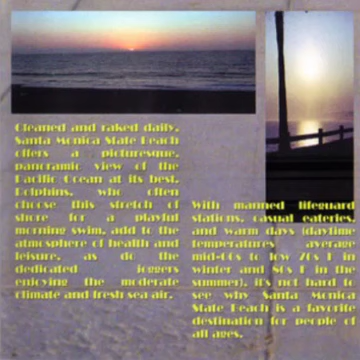 Cleaned and raked daily,
Santa Monica State Beach
offers a picturesque,
panoramic view of the
Pacific Ocean at its best.
Dolphins, who often
choose this stretch of
shore for a playful
morning swim, add to the
atmosphere of health and
leisure, as do the
dedicated joggers
enjoying the moderate
climate and fresh sea air.
With manned lifeguard
stations, casual eateries,
and warm days (daytime
temperatures average
mid-60s to low 70s F in
winter and 80s F in the
summer), it's not hard to
see why Santa Monica
State Beach is a favorite
destination for people of
all ages.